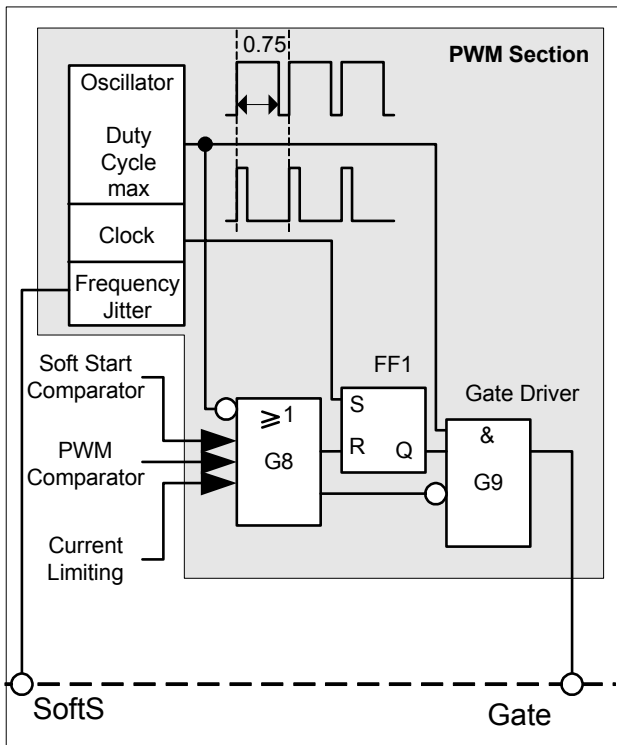 0.75
PWM Section
Oscillator
Duty
Cycle
max
Clock
Frequency
Jitter
Soft Start
Comparator
PWM
Comparator
Current
Limiting
⩾1
G8
FF1
S
R
Q
Gate Driver
&
G9
SoftS
Gate